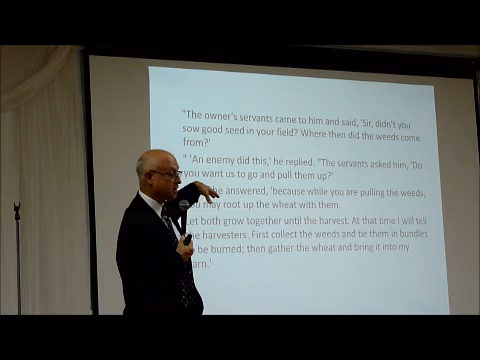 "The owner's servants came to him and said, 'Sir, didn't you
sow good seed in your field? Where then did the weeds come
from?'
" 'An enemy did this,' he replied. "The servants asked him, 'Do
you want us to go and pull them up?'
he answered, 'because while you are pulling the weeds,
you may root up the wheat with them.
Let both grow together until the harvest. At that time I will tell
the harvesters: First collect the weeds and tie them in bundles
be burned; then gather the wheat and bring it into my
barn.'